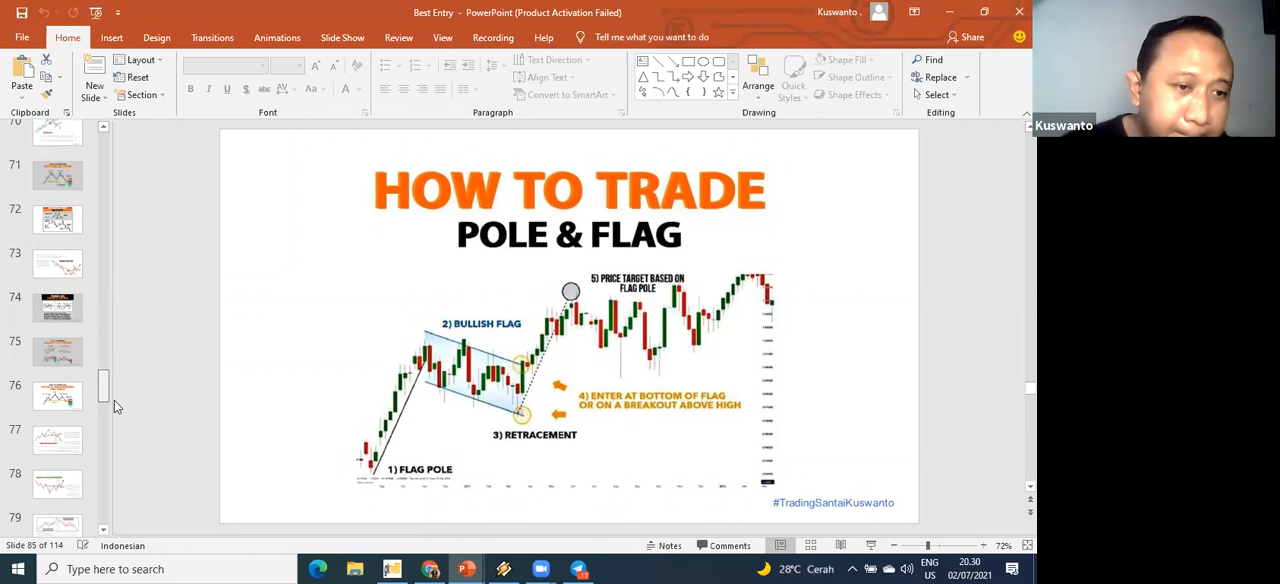 Best Entry - PowerPoint (Product Activation Failed)
Kuswanto .
File Home Insert Design Transitions Animations Slide Show Review View Recording Help Tell me what you want to do Share
Paste
New Slide
Layout
Reset
Section
B I U S abc AV Aa A
Text Direction
Align Text
Convert to SmartArt
Arrange
Quick Styles
Shape Fill
Shape Outline
Shape Effects
Find
Replace
Select
Clipboard Slides Font Paragraph Drawing Editing
Kuswanto
70
71
72
73
74
75
76
77
78
79
HOW TO TRADE
POLE & FLAG
5) PRICE TARGET BASED ON
FLAG POLE
2) BULLISH FLAG
4) ENTER AT BOTTOM OF FLAG
OR ON A BREAKOUT ABOVE HIGH
3) RETRACEMENT
1) FLAG POLE
#TradingSantaiKuswanto
Slide 85 of 114 Indonesian Notes Comments 72%
Type here to search
28°C Cerah
ENG
US
20.30
02/07/2021